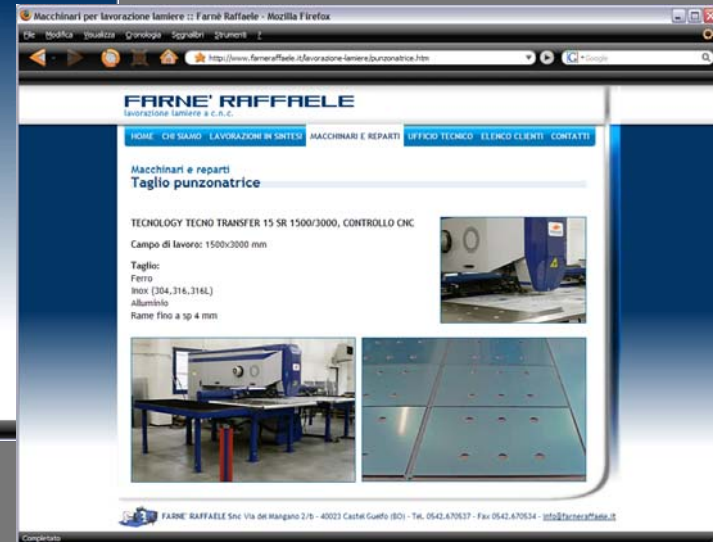 Macchinari per lavorazione lamiere :: Farnè Raffaele - Mozilla Firefox
File Modifica Visualizza Cronologia Segnalibri Strumenti ?
http://www.farneraffaele.it/lavorazione-lamiere/punzonatrice.htm
Google
FARNE' RAFFAELE
lavorazione lamiere a c.n.c.
HOME CHI SIAMO LAVORAZIONI IN SINTESI MACCHINARI E REPARTI UFFICIO TECNICO ELENCO CLIENTI CONTATTI
Macchinari e reparti
Taglio punzonatrice
TECNOLOGY TECNO TRANSFER 15 SR 1500/3000, CONTROLLO CNC
Campo di lavoro: 1500x3000 mm
Taglio:
Ferro
Inox (304,316,316L)
Alluminio
Rame fino a sp 4 mm
FARNE' RAFFAELE Snc Via del Mangano 2/b - 40023 Castel Guelfo (BO) - Tel. 0542.670537 - Fax 0542.670534 - info@farneraffaele.it
Completato